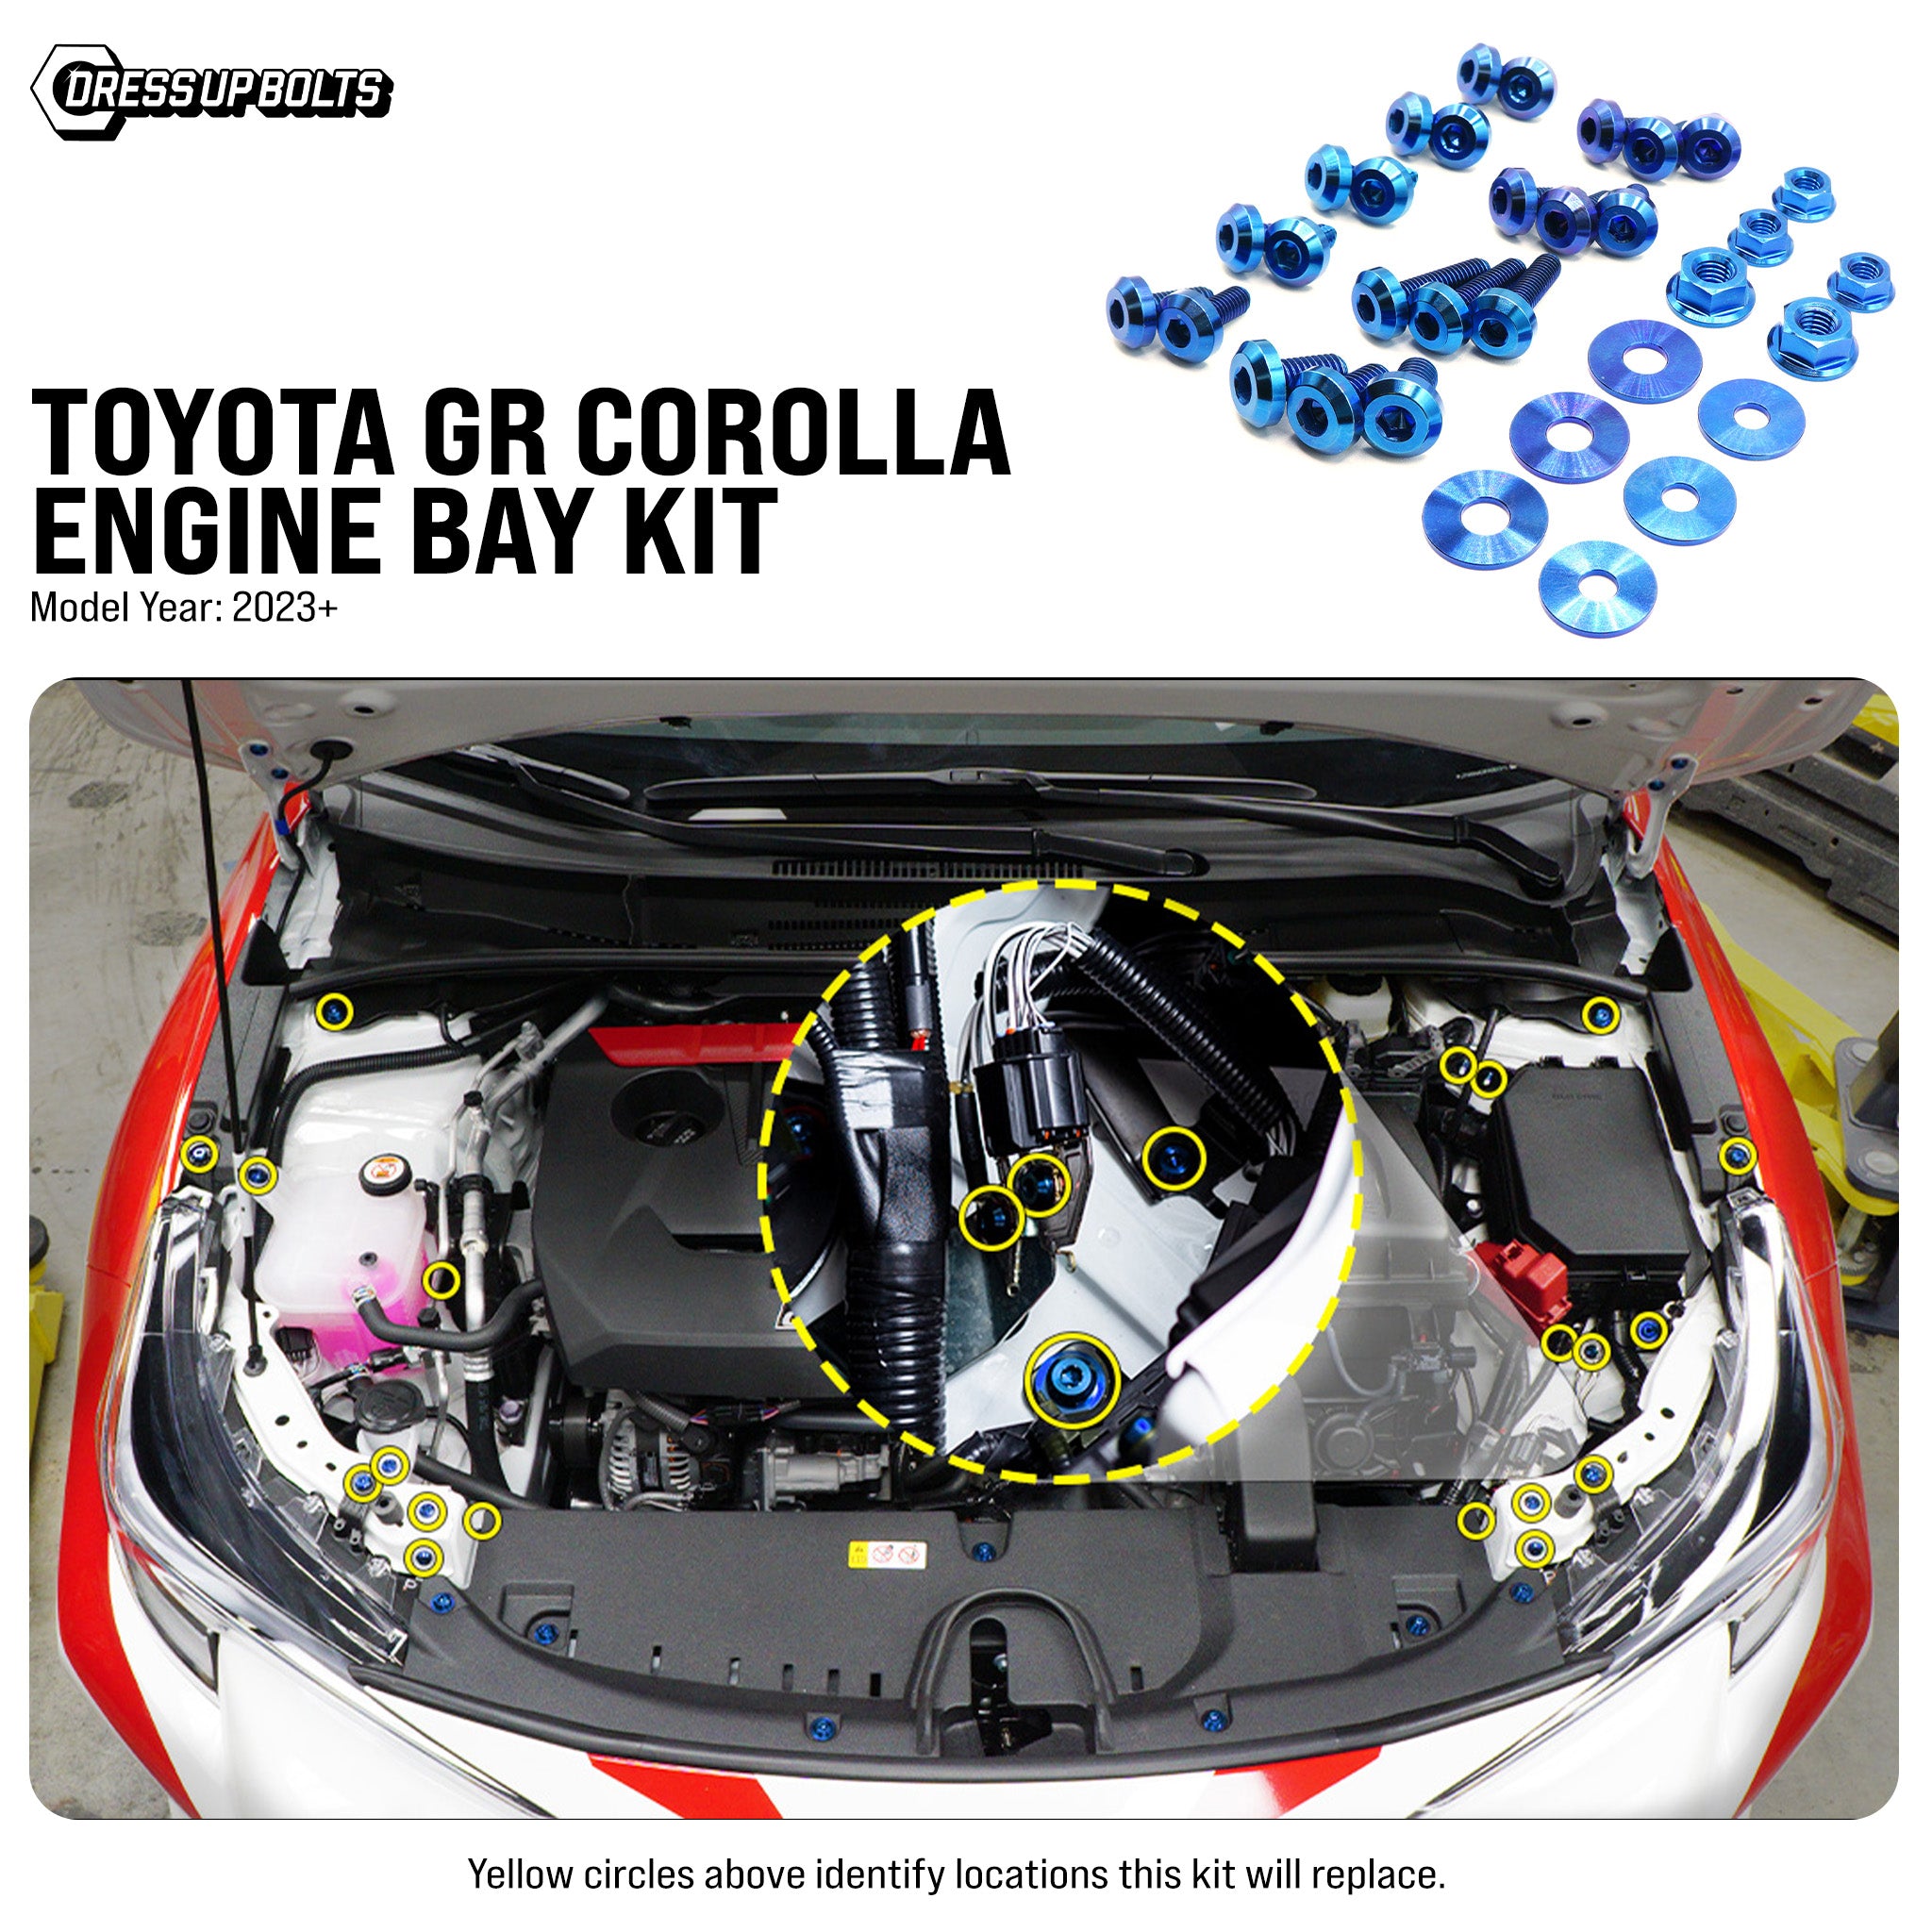 DRESSUPBOLTS
TOYOTA GR COROLLA
ENGINE BAY KIT
Model Year: 2023+
Yellow circles above identify locations this kit will replace.